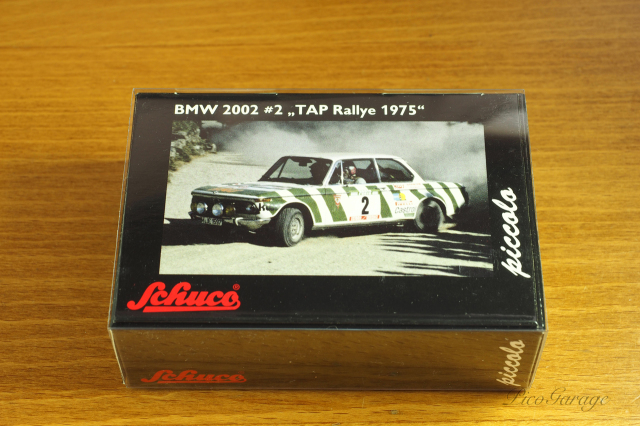 BMW 2002 #2 „TAP Rallye 1975“
2
piccolo
Schuco®
Schuco
piccolo
PicoGarage